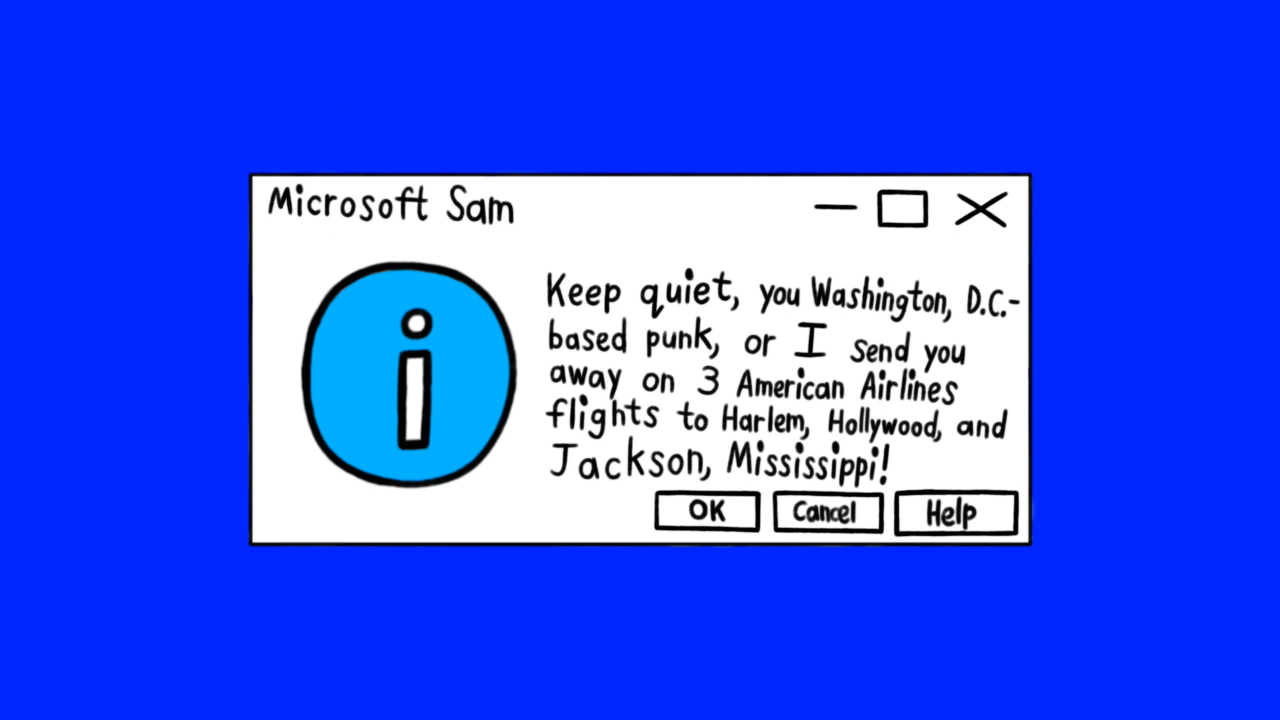 Microsoft Sam
i
Keep quiet, you Washington, D.C.-
based punk, or I send you
away on 3 American Airlines
flights to Harlem, Hollywood, and
Jackson, Mississippi!
OK Cancel Help